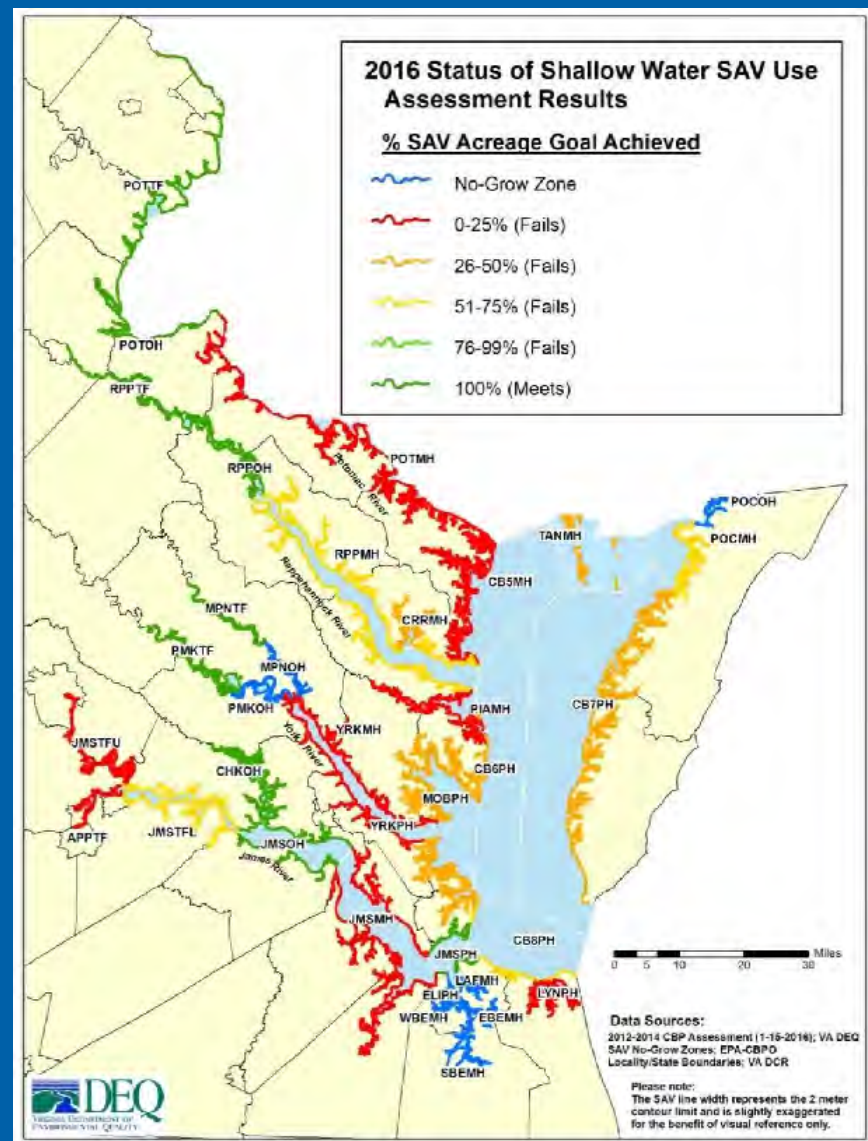 2016 Status of Shallow Water SAV Use
Assessment Results
% SAV Acreage Goal Achieved
No-Grow Zone
0-25% (Fails)
26-50% (Fails)
51-75% (Fails)
76-99% (Fails)
100% (Meets)
POTTF
POTOH
RPPTF
RPPOH
POTMH
Potomac River
POCOH
TANMH
POCMH
RPPMH
CB5MH
Rappahannock River
MPNTF
CRRMH
PMKTF
MPNOH
PMKOH
PIAMH
CB7PH
YRKMH
York River
JMSTFU
CHKOH
CB6PH
MOBPH
APPTF
JMSTFL
YRKPH
JMSOH
James River
JMSMH
CB8PH
JMSPH
Miles
0 5 10 20 30
LAFMH
ELIPH
LYNPH
WBEMH
EBEMH
SBEMH
Data Sources:
2012-2014 CBP Assessment (1-15-2016); VA DEQ
SAV No-Grow Zones; EPA-CBPO
Locality/State Boundaries; VA DCR
Please note:
The SAV line width represents the 2 meter
contour limit and is slightly exaggerated
for the benefit of visual reference only.
DEQ
VIRGINIA DEPARTMENT OF
ENVIRONMENTAL QUALITY